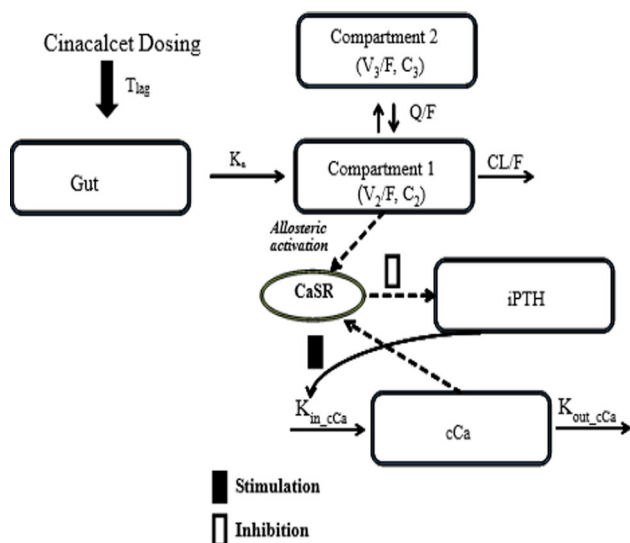 Cinacalcet Dosing
Tlag
Gut
Ka
Compartment 2
(V3/F, C3)
Q/F
Compartment 1
(V2/F, C2)
CL/F
Allosteric
activation
CaSR
iPTH
Kin_cCa
cCa
Kout_cCa
Stimulation
Inhibition